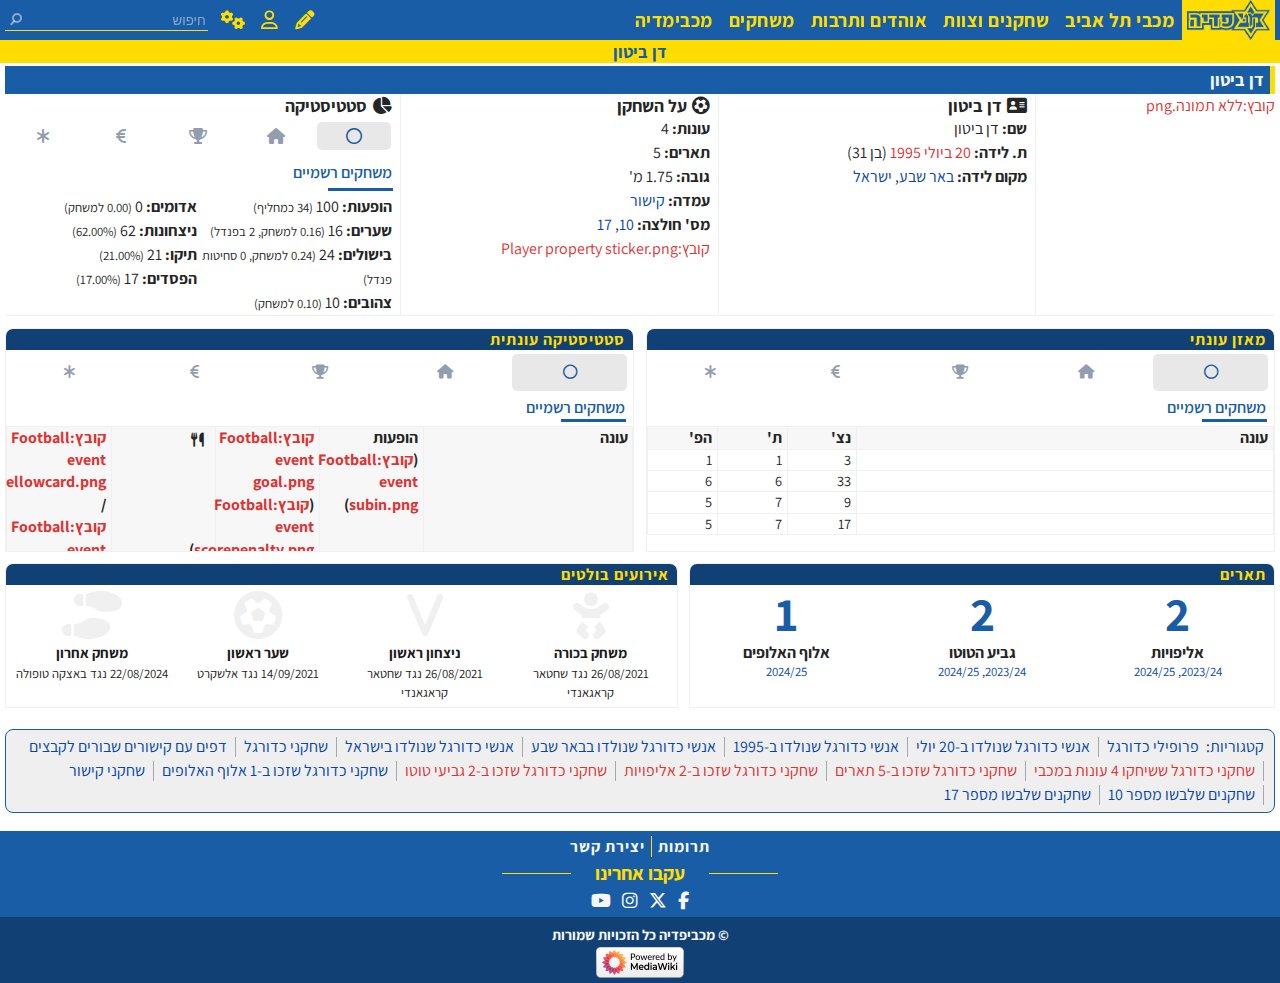 מכביפדיה
מכבי תל אביב שחקנים וצוות אוהדים ותרבות משחקים מכבימדיה
חיפוש
דן ביטון
דן ביטון
קובץ:ללא תמונה.png
דן ביטון
שם: דן ביטון
ת. לידה: 20 ביולי 1995 (בן 31)
מקום לידה: באר שבע, ישראל
על השחקן
עונות: 4
תארים: 5
גובה: 1.75 מ'
עמדה: קישור
מס' חולצה: 10, 17
קובץ:Player property sticker.png
סטטיסטיקה
משחקים רשמיים
הופעות: 100 (34 כמחליף)
שערים: 16 (0.16 למשחק, 2 בפנדל)
בישולים: 24 (0.24 למשחק, 0 סחיטות
פנדל)
צהובים: 10 (0.10 למשחק)
אדומים: 0 (0.00 למשחק)
ניצחונות: 62 (62.00%)
תיקו: 21 (21.00%)
הפסדים: 17 (17.00%)
מאזן עונתי
משחקים רשמיים
עונה נצ' ת' הפ'
3 1 1
33 6 6
9 7 5
17 7 5
סטטיסטיקה עונתית
משחקים רשמיים
עונה
הופעות
(קובץ:Football
event
subin.png)
קובץ:Football
event
goal.png
(קובץ:Football
event
scorepenalty.png)
קובץ:Football
event
ellowcard.png
/
קובץ:Football
event
תארים
2 2 1
אליפויות גביע הטוטו אלוף האלופים
2023/24, 2024/25 2023/24, 2024/25 2024/25
אירועים בולטים
משחק בכורה ניצחון ראשון שער ראשון משחק אחרון
26/08/2021 נגד שחטאר
קראגאנדי
26/08/2021 נגד שחטאר
קראגאנדי
14/09/2021 נגד אלשקרט
22/08/2024 נגד באצקה טופולה
קטגוריות: פרופילי כדורגל אנשי כדורגל שנולדו ב-20 יולי אנשי כדורגל שנולדו ב-1995 אנשי כדורגל שנולדו בבאר שבע אנשי כדורגל שנולדו בישראל שחקני כדורגל דפים עם קישורים שבורים לקבצים
שחקני כדורגל ששיחקו 4 עונות במכבי שחקני כדורגל שזכו ב-5 תארים שחקני כדורגל שזכו ב-2 אליפויות שחקני כדורגל שזכו ב-2 גביעי טוטו שחקני כדורגל שזכו ב-1 אלוף האלופים שחקני קישור
שחקנים שלבשו מספר 10 שחקנים שלבשו מספר 17
תרומות יצירת קשר
עקבו אחרינו
© מכביפדיה כל הזכויות שמורות
Powered by
MediaWiki